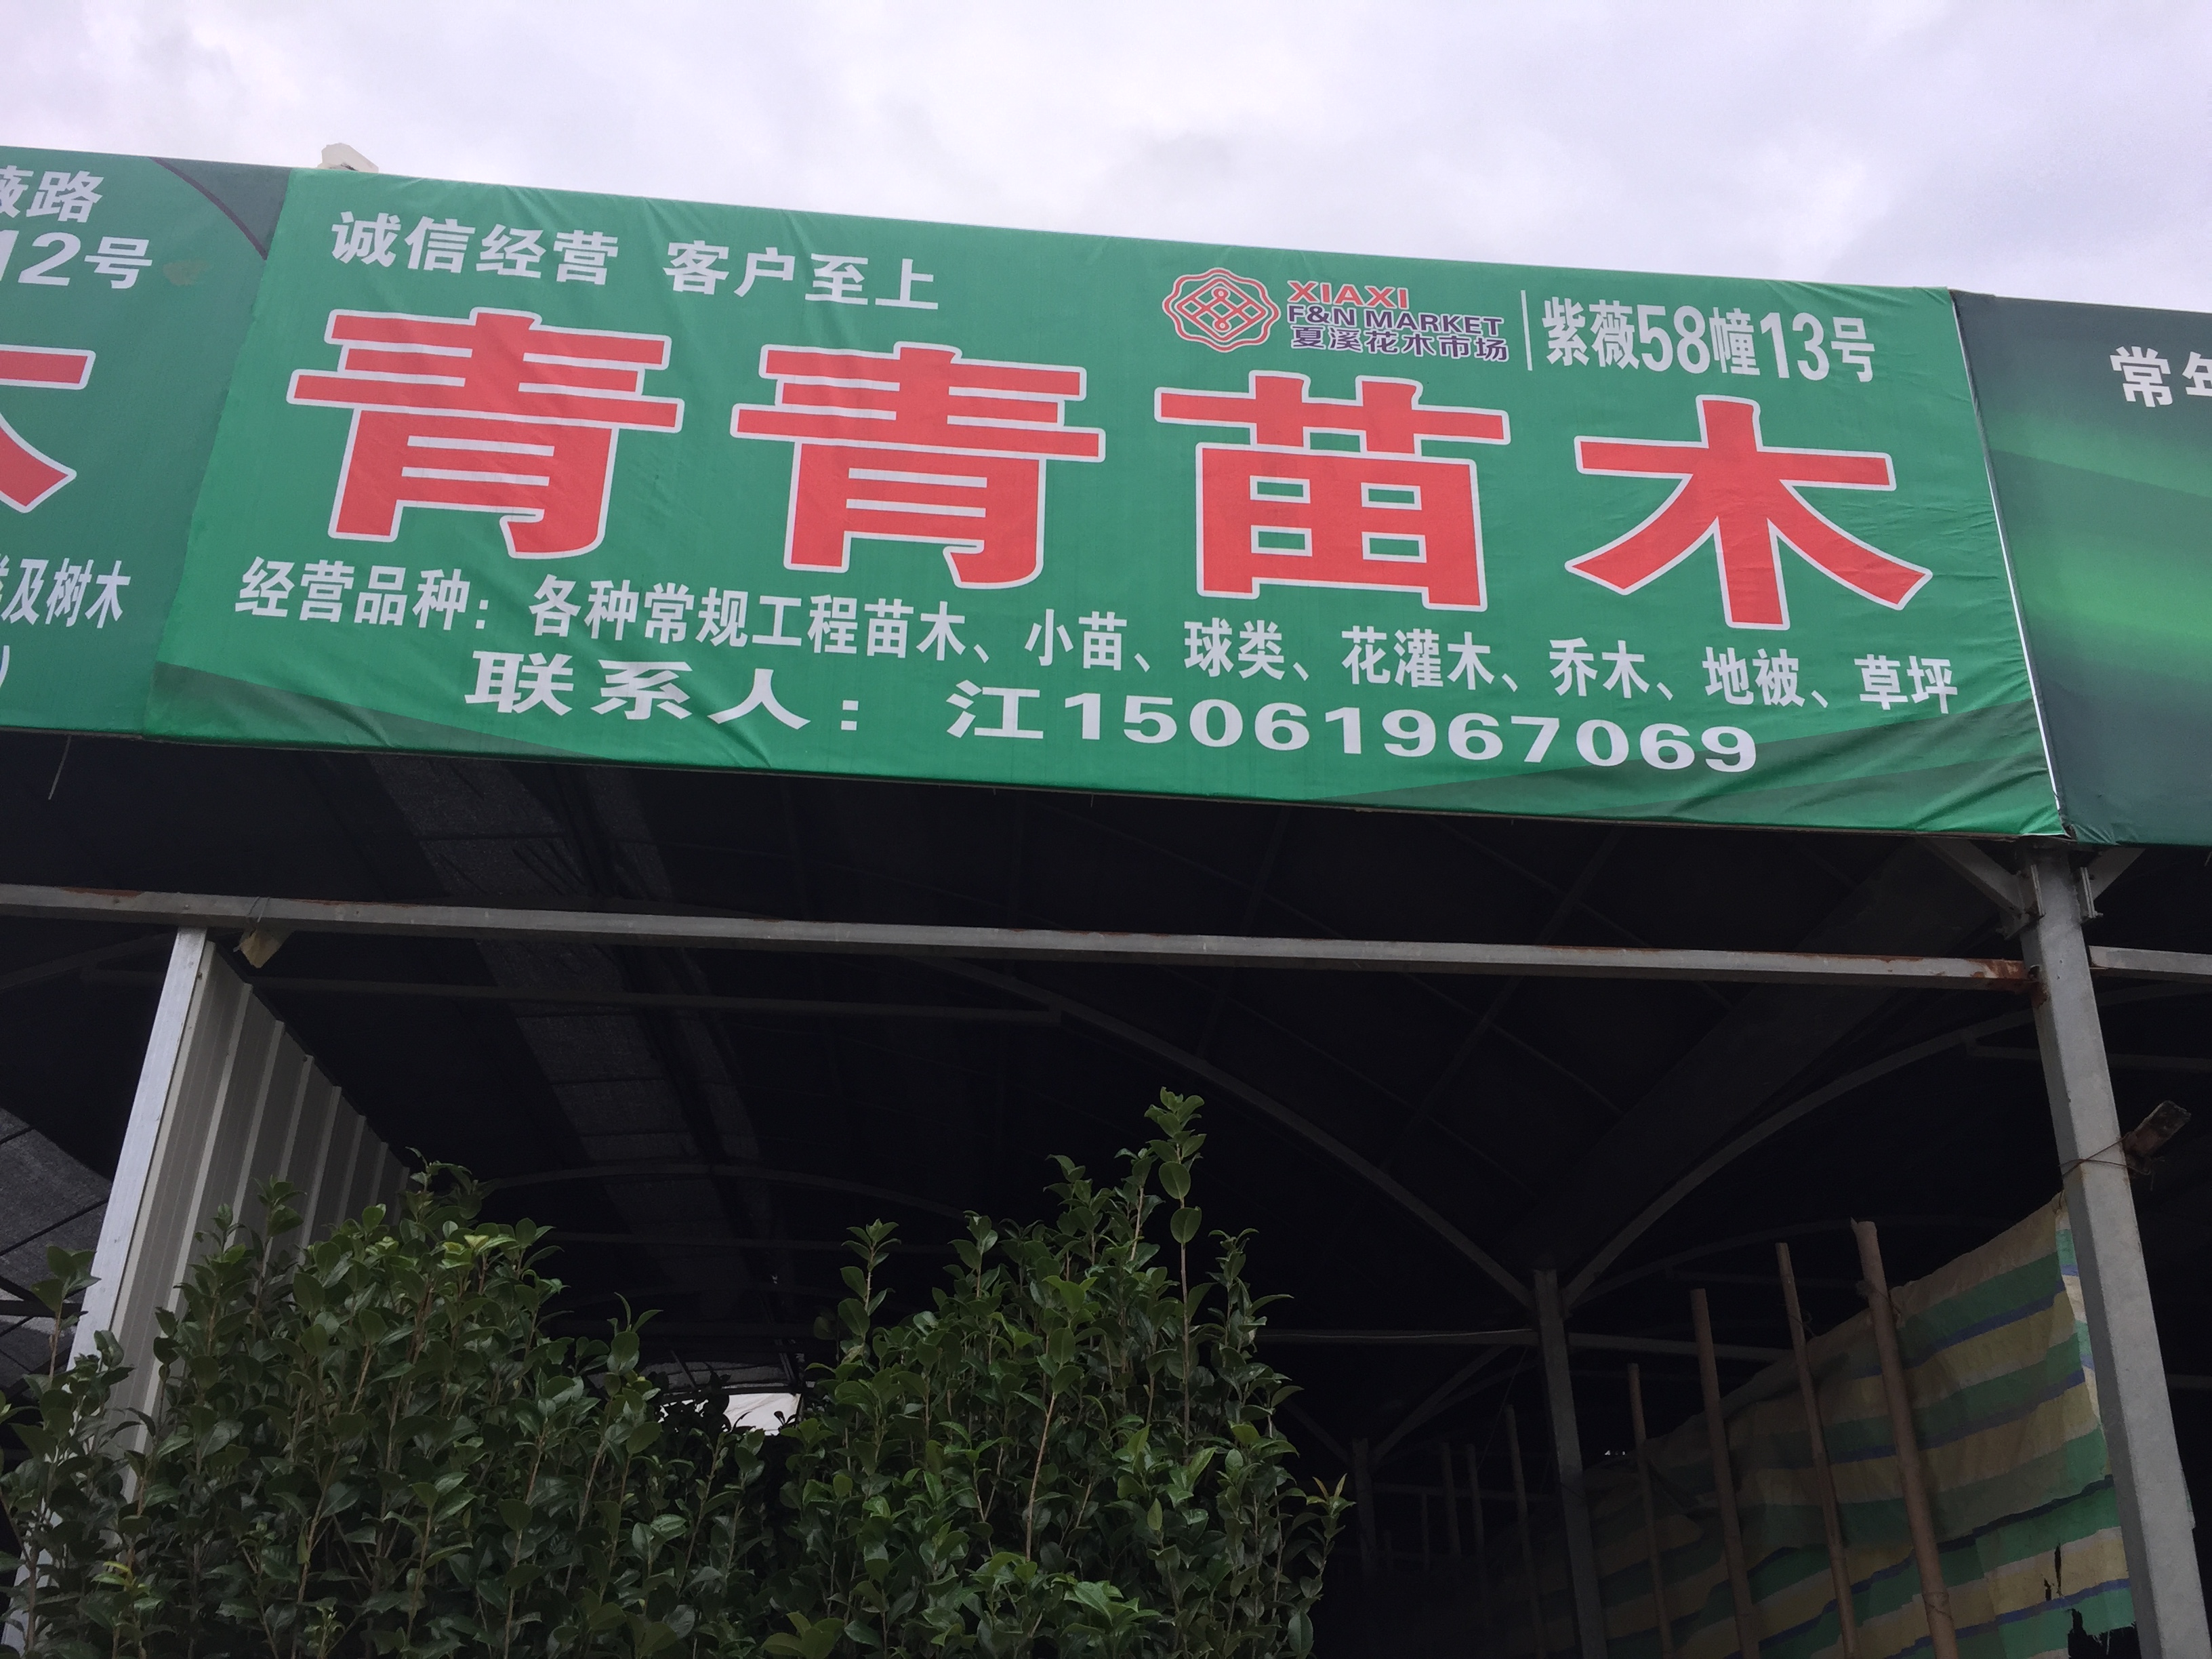 薇路
12号
木
及树木
诚信经营 客户至上
XIAXI
F&N MARKET
夏溪花木市场
紫薇58幢13号
青青苗木
经营品种：各种常规工程苗木、小苗、球类、花灌木、乔木、地被、草坪
联系人：江15061967069
常年